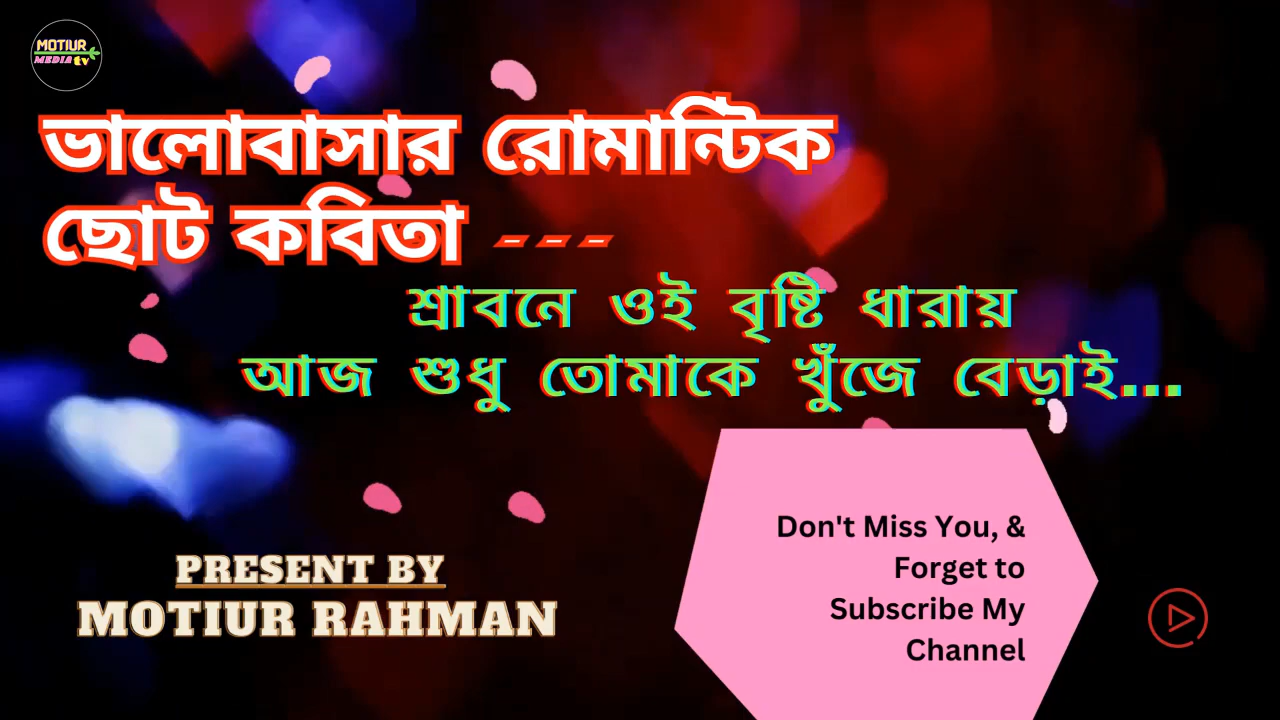 MOTIUR
MEDIA tv
ভালোবাসার রোমান্টিক
ছোট কবিতা ---
শ্রাবনে ওই বৃষ্টি ধারায়
আজ শুধু তোমাকে খুঁজে বেড়াই...
PRESENT BY
MOTIUR RAHMAN
Don't Miss You, &
Forget to
Subscribe My
Channel